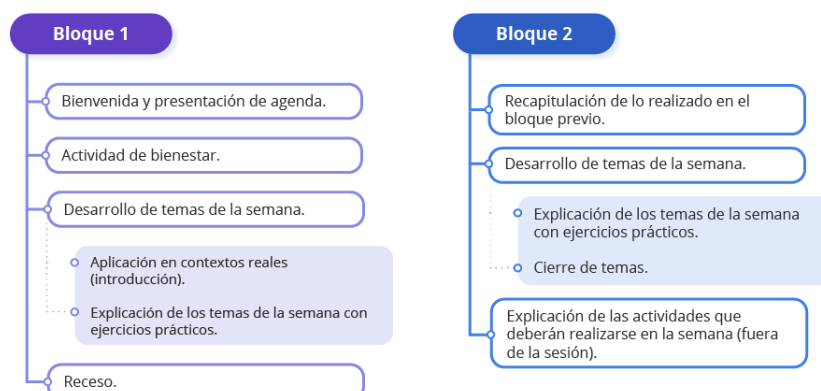 Bloque 1
Bienvenida y presentación de agenda.
Actividad de bienestar.
Desarrollo de temas de la semana.
Aplicación en contextos reales
(introducción).
Explicación de los temas de la semana con
ejercicios prácticos.
Receso.
Bloque 2
Recapitulación de lo realizado en el
bloque previo.
Desarrollo de temas de la semana.
Explicación de los temas de la semana
con ejercicios prácticos.
Cierre de temas.
Explicación de las actividades que
deberán realizarse en la semana (fuera
de la sesión).